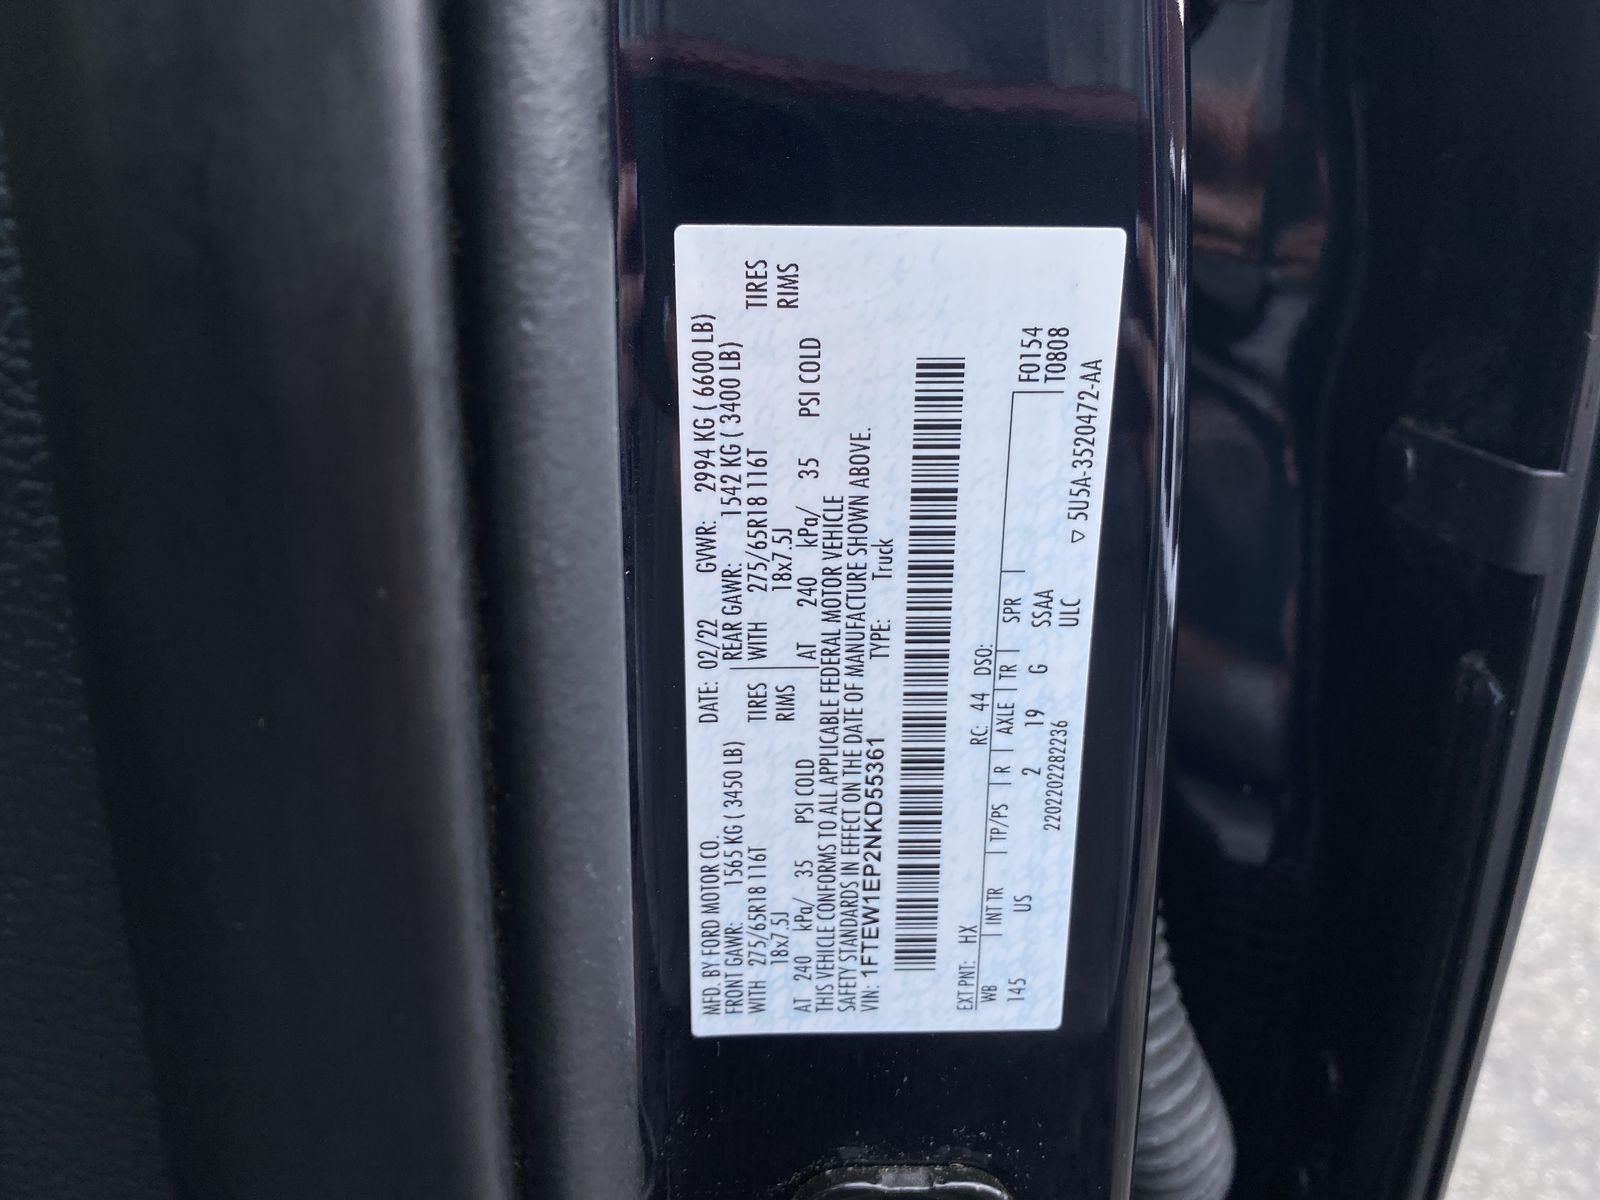 MFD. BY FORD MOTOR CO. DATE: 02/22 GVWR: 2994 KG ( 6600 LB)
FRONT GAWR: 1565 KG ( 3450 LB) REAR GAWR: 1542 KG ( 3400 LB)
WITH 275/65R18 116T TIRES WITH 275/65R18 116T TIRES
18x7.5J RIMS 18x7.5J RIMS
AT 240 kPa/ 35 PSI COLD AT 240 kPa/ 35 PSI COLD
THIS VEHICLE CONFORMS TO ALL APPLICABLE FEDERAL MOTOR VEHICLE
SAFETY STANDARDS IN EFFECT ON THE DATE OF MANUFACTURE SHOWN ABOVE.
VIN: 1FTEW1EP2NKD55361 TYPE: Truck
EXT PNT: HX RC: 44 DSO:
WB INT TR TP/PS R AXLE TR SPR F0154
145 US 2 19 G SSAA T0808
2202202282236 ULC
▽ 5U5A-3520472-AA